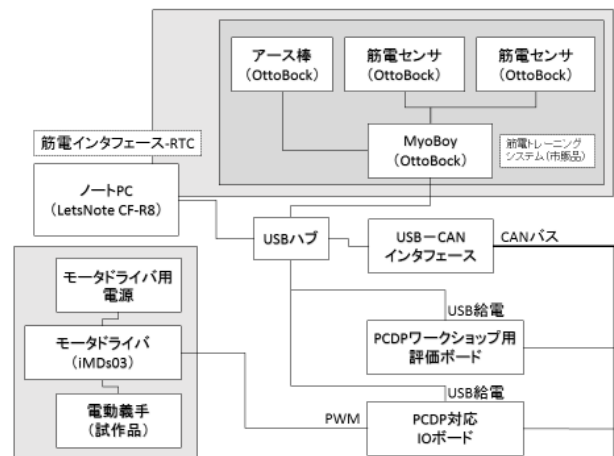 アース棒
(OttoBock)
筋電センサ
(OttoBock)
筋電センサ
(OttoBock)
MyoBoy
(OttoBock)
筋電トレーニング
システム(市販品)
筋電インタフェース-RTC
ノートPC
(LetsNote CF-R8)
USBハブ
USB－CAN
インタフェース
CANバス
モータドライバ用
電源
モータドライバ
(iMDs03)
電動義手
(試作品)
USB給電
PCDPワークショップ用
評価ボード
USB給電
PWM
PCDP対応
IOボード